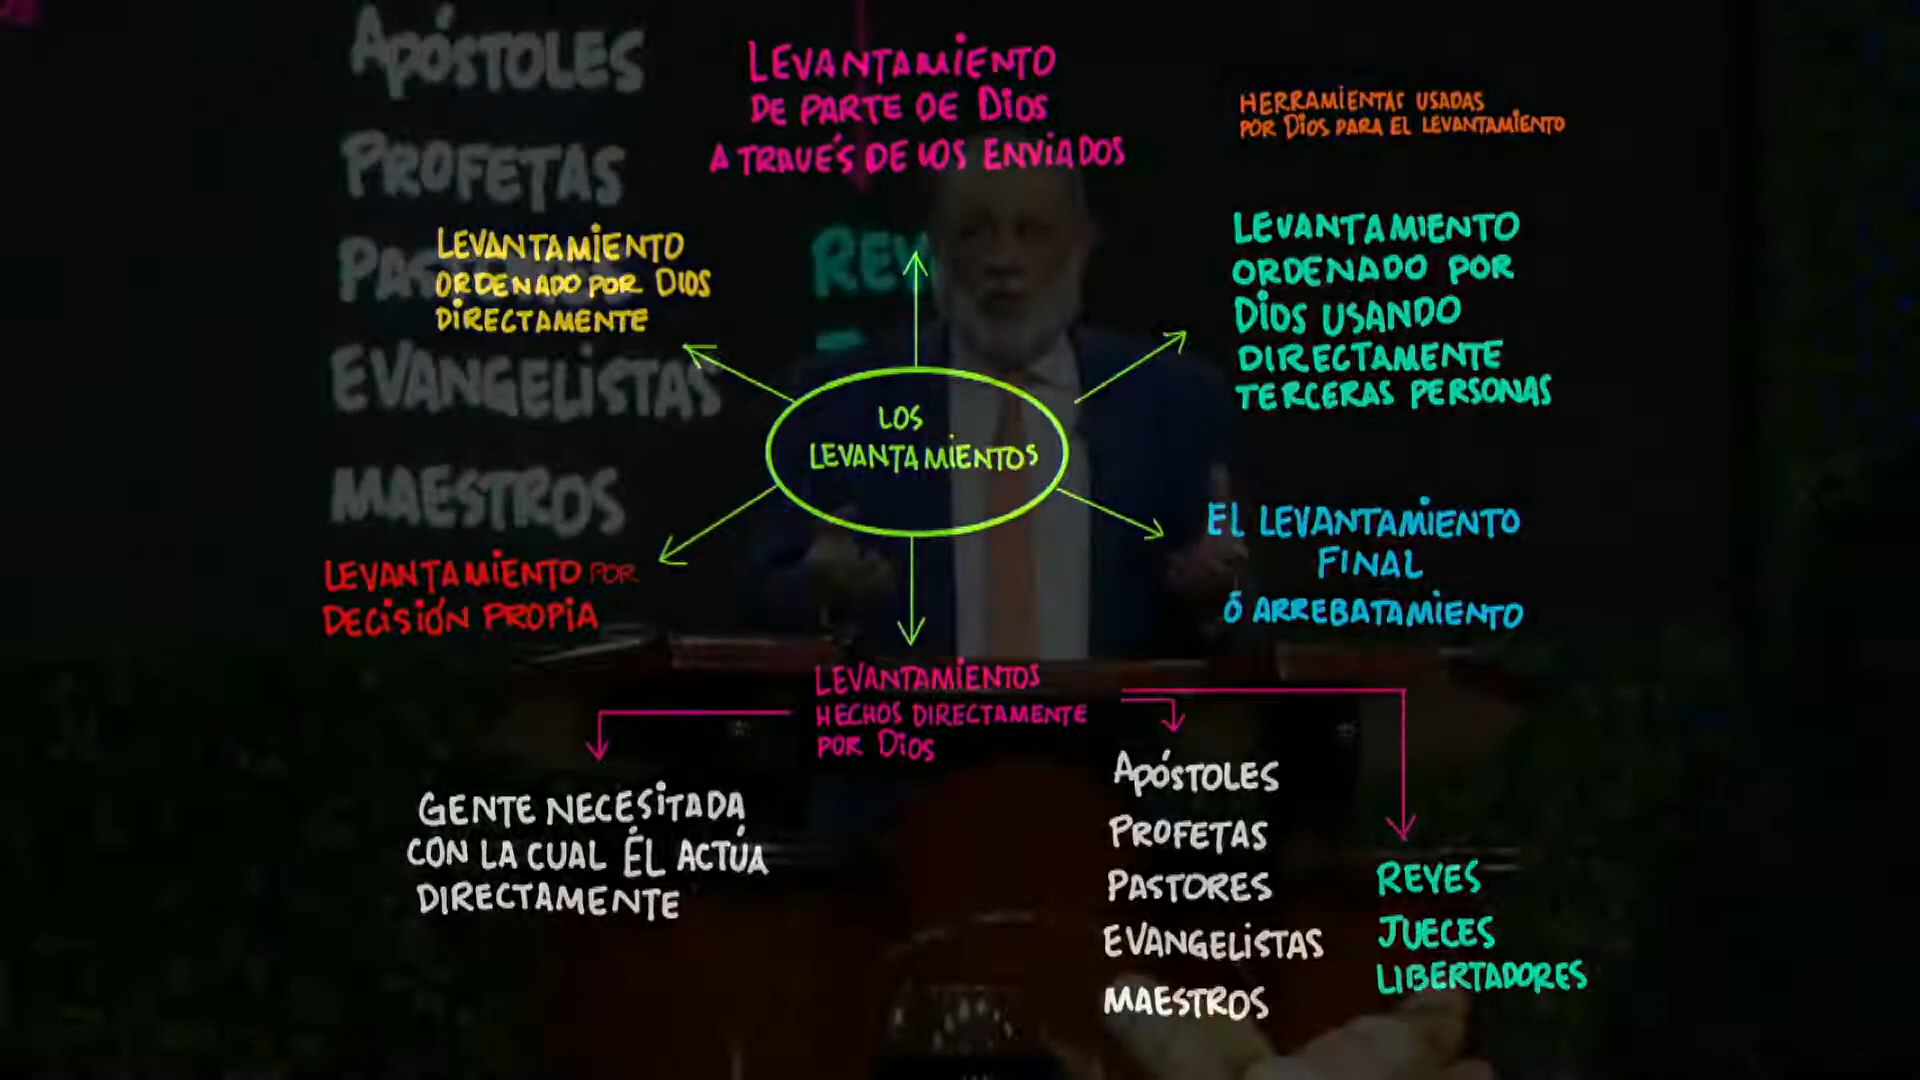 APÓSTOLES
PROFETAS
EVANGELISTAS
MAESTROS
LEVANTAMIENTO
DE PARTE DE DIOS
A TRAVÉS DE LOS ENVIADOS
HERRAMIENTAS USADAS
POR DIOS PARA EL LEVANTAMIENTO
LEVANTAMIENTO
ORDENADO POR DIOS
DIRECTAMENTE
LEVANTAMIENTO
ORDENADO POR
DIOS USANDO
DIRECTAMENTE
TERCERAS PERSONAS
LOS
LEVANTAMIENTOS
EL LEVANTAMIENTO
FINAL
Ó ARREBATAMIENTO
LEVANTAMIENTO POR
DECISIÓN PROPIA
LEVANTAMIENTOS
HECHOS DIRECTAMENTE
POR DIOS
GENTE NECESITADA
CON LA CUAL ÉL ACTÚA
DIRECTAMENTE
APÓSTOLES
PROFETAS
PASTORES
EVANGELISTAS
MAESTROS
REYES
JUECES
LIBERTADORES